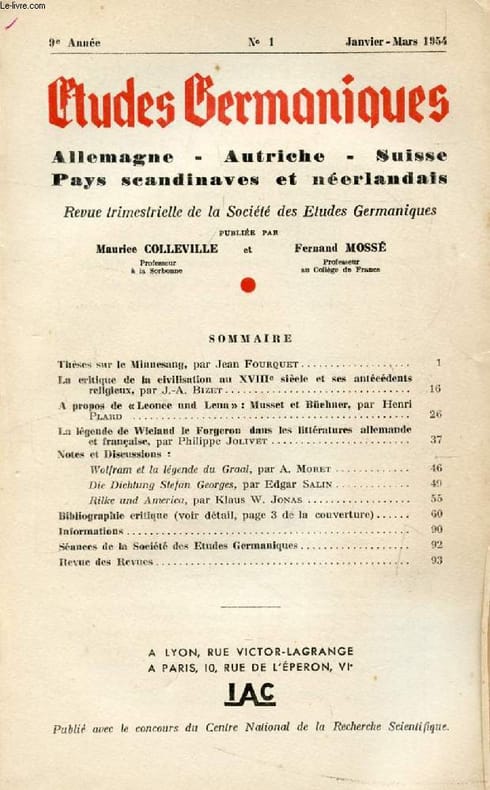 Le-livre.com
9e Année No 1 Janvier-Mars 1954
Etudes Germaniques
Allemagne - Autriche - Suisse
Pays scandinaves et néerlandais
Revue trimestrielle de la Société des Etudes Germaniques
PUBLIÉE PAR
Maurice COLLEVILLE et Fernand MOSSÉ
Professeur Professeur
à la Sorbonne au Collège de France
SOMMAIRE
Thèses sur le Minnesang, par Jean FOURQUET 1
La critique de la civilisation au XVIIIe siècle et ses antécédents
religieux, par J.-A. BIZET 16
A propos de «Leonce und Lena» : Musset et Büchner, par Henri
PLARD 26
La légende de Wieland le Forgeron dans les littératures allemande
et française, par Philippe JOLIVET 37
Notes et Discussions :
Wolfram et la légende du Graal, par A. MORET 46
Die Dichtung Stefan Georges, par Edgar SALIN 49
Rilke und America, par Klaus W. JONAS 55
Bibliographie critique (voir détail, page 3 de la couverture) 60
Informations 90
Séances de la Société des Etudes Germaniques 92
Revue des Revues 93
A LYON, RUE VICTOR-LAGRANGE
A PARIS, 10, RUE DE L'ÉPERON, VIe
IAC
Publié avec le concours du Centre National de la Recherche Scientifique.